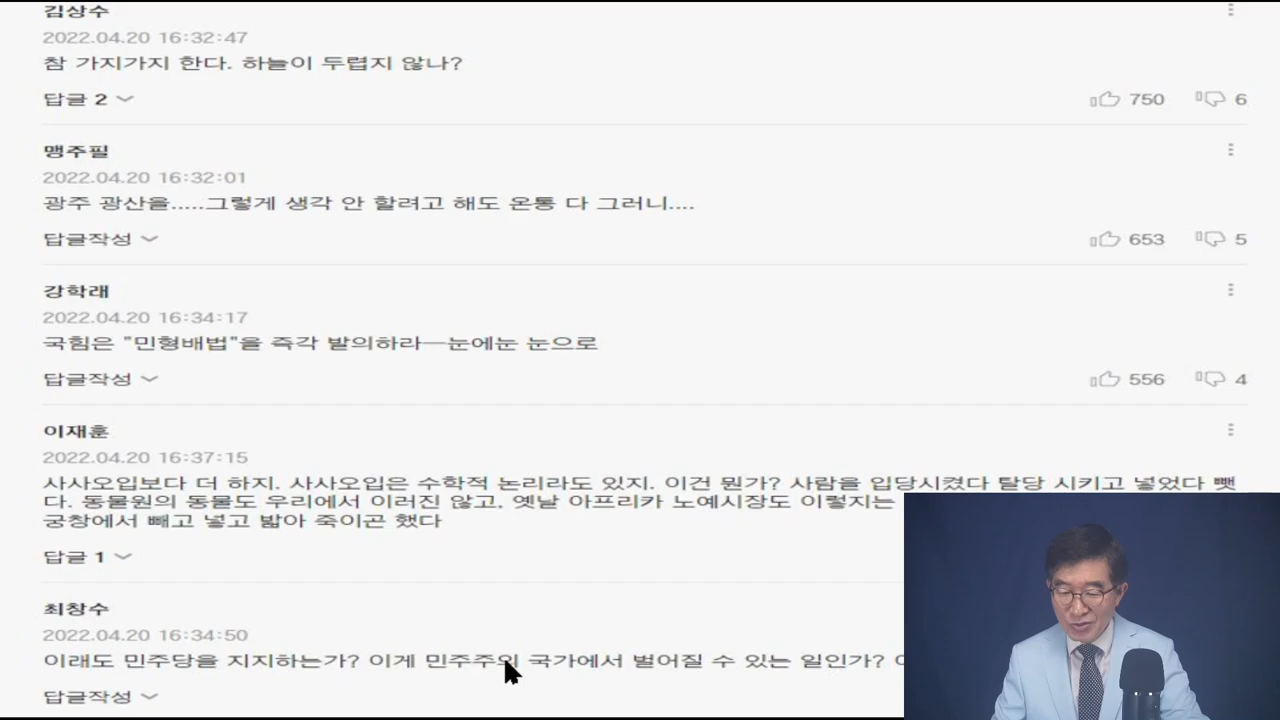 김상수
2022.04.20 16:32:47
참 가지가지 한다. 하늘이 두렵지 않나?
답글 2
750 6
맹주필
2022.04.20 16:32:01
광주 광산을.....그렇게 생각 안 할려고 해도 온통 다 그러니....
답글작성
653 5
강학래
2022.04.20 16:34:17
국힘은 "민형배법"을 즉각 발의하라—눈에눈 눈으로
답글작성
556 4
이재훈
2022.04.20 16:37:15
사사오입보다 더 하지. 사사오입은 수학적 논리라도 있지. 이건 뭔가? 사람을 입당시켰다 탈당 시키고 넣었다 뺏
다. 동물원의 동물도 우리에서 이러진 않고. 옛날 아프리카 노예시장도 이렇지는
궁창에서 빼고 넣고 밟아 죽이곤 했다
답글 1
최창수
2022.04.20 16:34:50
이래도 민주당을 지지하는가? 이게 민주주의 국가에서 벌어질 수 있는 일인가?
답글작성